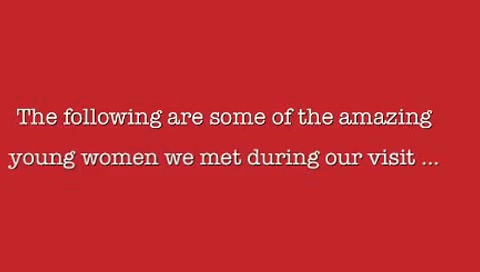 The following are some of the amazing
young women we met during our visit ...